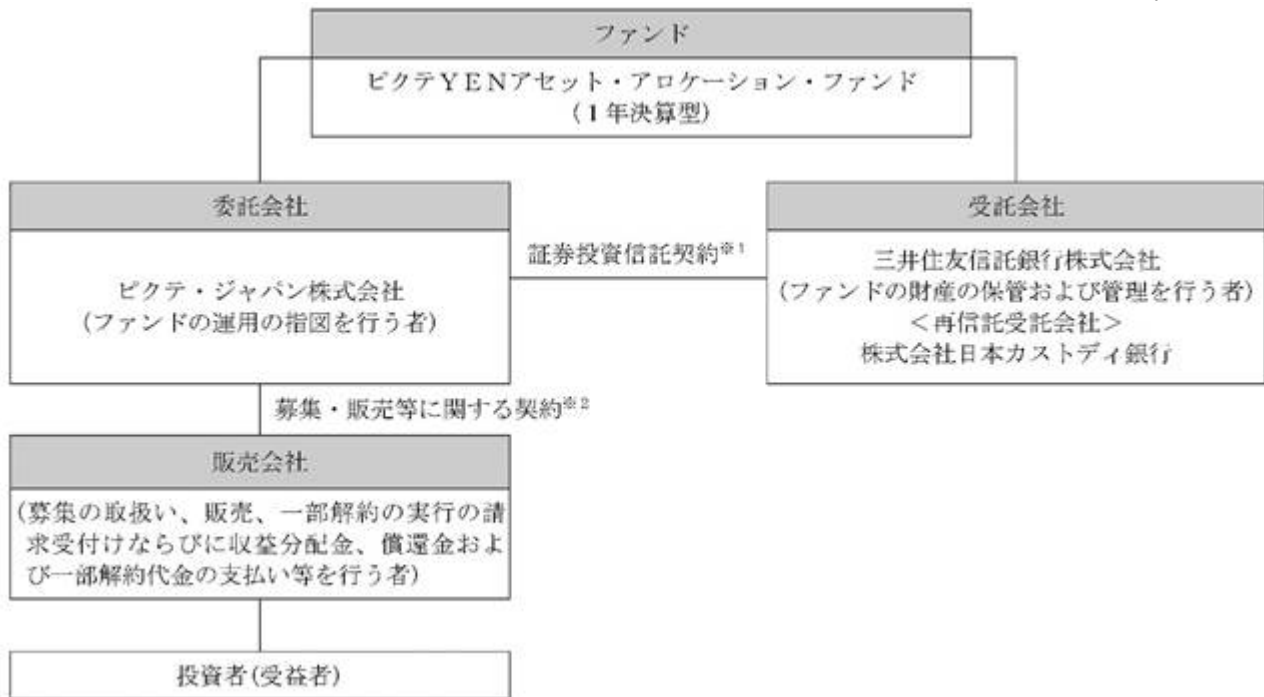 ファンド
ピクテYENアセット・アロケーション・ファンド
(1年決算型)
委託会社
ピクテ・ジャパン株式会社
(ファンドの運用の指図を行う者)
証券投資信託契約※1
受託会社
三井住友信託銀行株式会社
(ファンドの財産の保管および管理を行う者)
<再信託受託会社>
株式会社日本カストディ銀行
募集・販売等に関する契約※2
販売会社
(募集の取扱い、販売、一部解約の実行の請
求受付けならびに収益分配金、償還金およ
び一部解約代金の支払い等を行う者)
投資者(受益者)